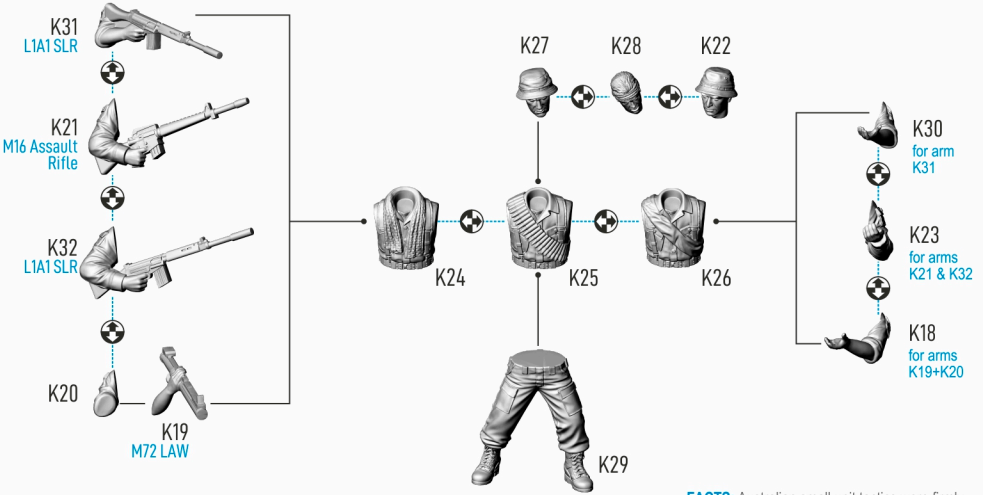 K31
L1A1 SLR
K21
M16 Assault
Rifle
K32
L1A1 SLR
K20
K19
M72 LAW
K27
K28
K22
K24
K25
K26
K29
K30
for arm
K31
K23
for arms
K21 & K32
K18
for arms
K19+K20